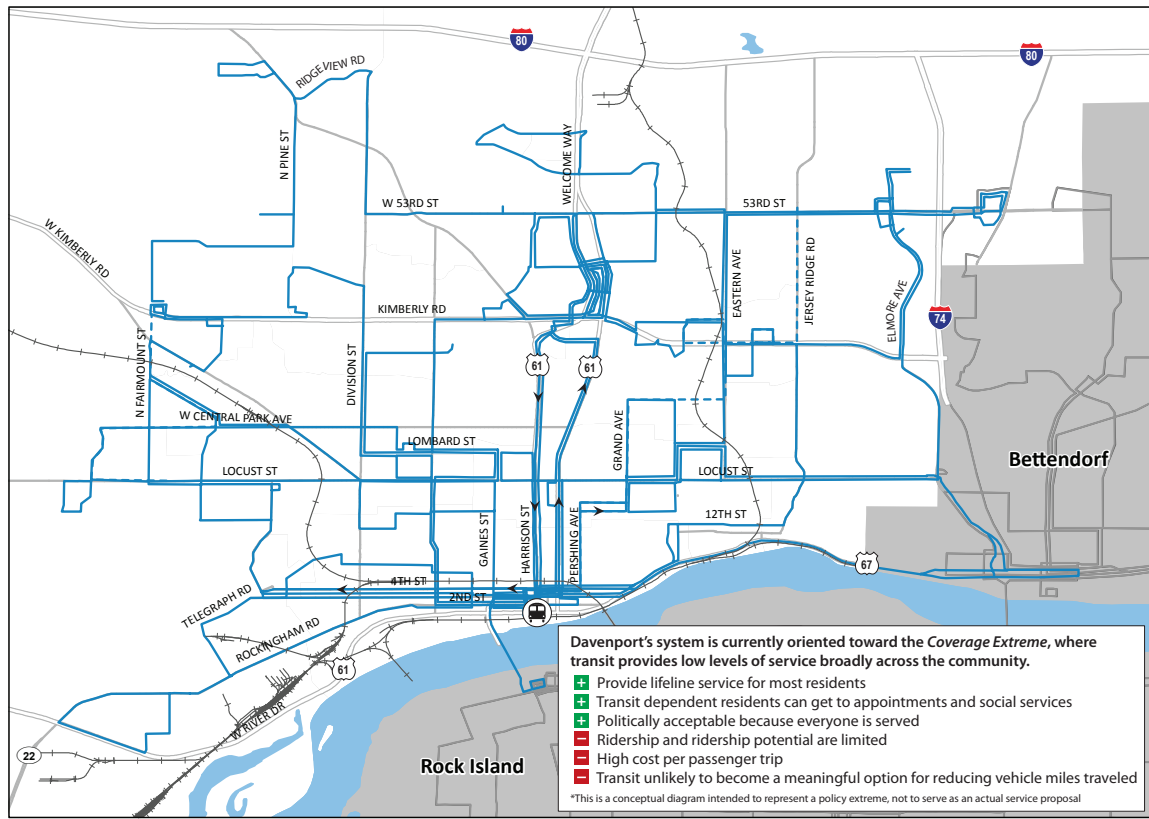 80
80
RIDGEVIEW RD
N PINE ST
WELCOME WAY
W 53RD ST
53RD ST
W KIMBERLY RD
EASTERN AVE
JERSEY RIDGE RD
ELMORE AVE
KIMBERLY RD
74
N FAIRMOUNT ST
DIVISION ST
61
61
W CENTRAL PARK AVE
GRAND AVE
LOMBARD ST
LOCUST ST
LOCUST ST
Bettendorf
GAINES ST
HARRISON ST
PERSHING AVE
12TH ST
67
4TH ST
2ND ST
TELEGRAPH RD
ROCKINGHAM RD
61
W RIVER DR
22
Rock Island
Davenport's system is currently oriented toward the Coverage Extreme, where
transit provides low levels of service broadly across the community.
+ Provide lifeline service for most residents
+ Transit dependent residents can get to appointments and social services
+ Politically acceptable because everyone is served
– Ridership and ridership potential are limited
– High cost per passenger trip
– Transit unlikely to become a meaningful option for reducing vehicle miles traveled
*This is a conceptual diagram intended to represent a policy extreme, not to serve as an actual service proposal